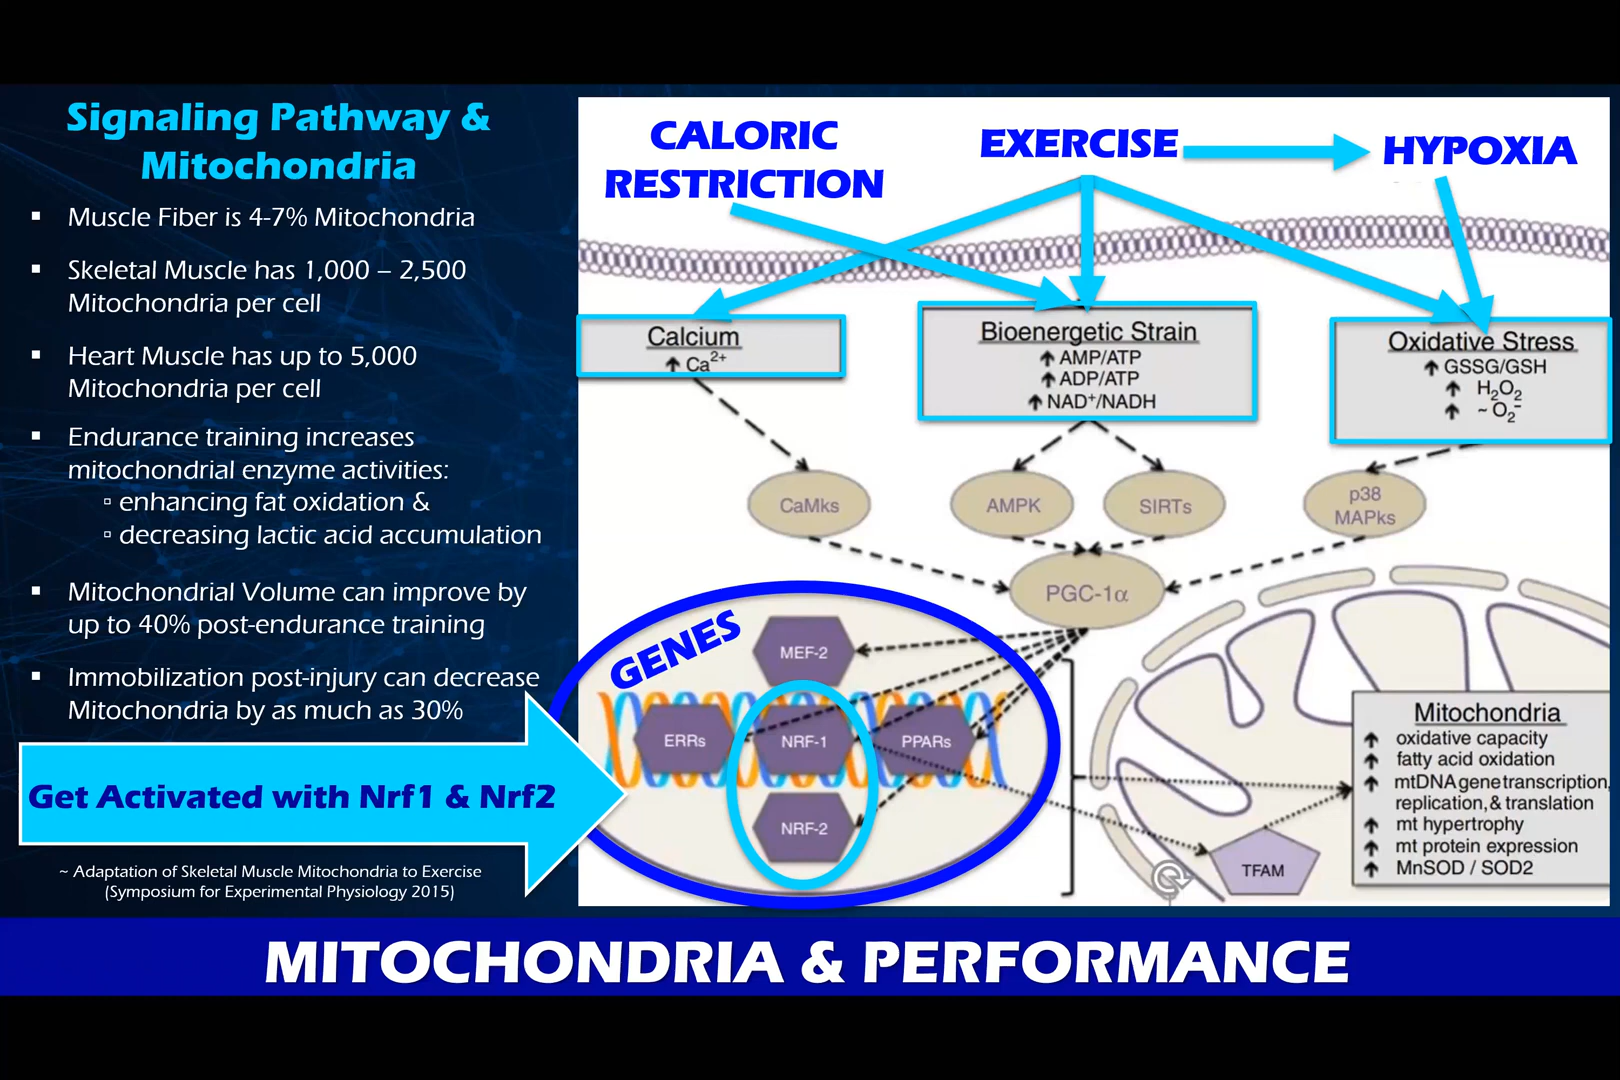 Signaling Pathway &
Mitochondria
▪ Muscle Fiber is 4-7% Mitochondria
▪ Skeletal Muscle has 1,000 – 2,500
Mitochondria per cell
▪ Heart Muscle has up to 5,000
Mitochondria per cell
▪ Endurance training increases
mitochondrial enzyme activities:
▫ enhancing fat oxidation &
▫ decreasing lactic acid accumulation
▪ Mitochondrial Volume can improve by
up to 40% post-endurance training
▪ Immobilization post-injury can decrease
Mitochondria by as much as 30%
Get Activated with Nrf1 & Nrf2
~ Adaptation of Skeletal Muscle Mitochondria to Exercise
(Symposium for Experimental Physiology 2015)
CALORIC
RESTRICTION
EXERCISE
HYPOXIA
Calcium
↑ Ca²⁺
Bioenergetic Strain
↑ AMP/ATP
↑ ADP/ATP
↑ NAD⁺/NADH
Oxidative Stress
↑ GSSG/GSH
↑ H₂O₂
↑ ~ O₂⁻
CaMks
AMPK
SIRTs
p38
MAPks
PGC-1α
GENES
MEF-2
ERRs
NRF-1
PPARs
NRF-2
TFAM
Mitochondria
↑ oxidative capacity
↑ fatty acid oxidation
↑ mtDNA gene transcription,
replication, & translation
↑ mt hypertrophy
↑ mt protein expression
↑ MnSOD / SOD2
MITOCHONDRIA & PERFORMANCE